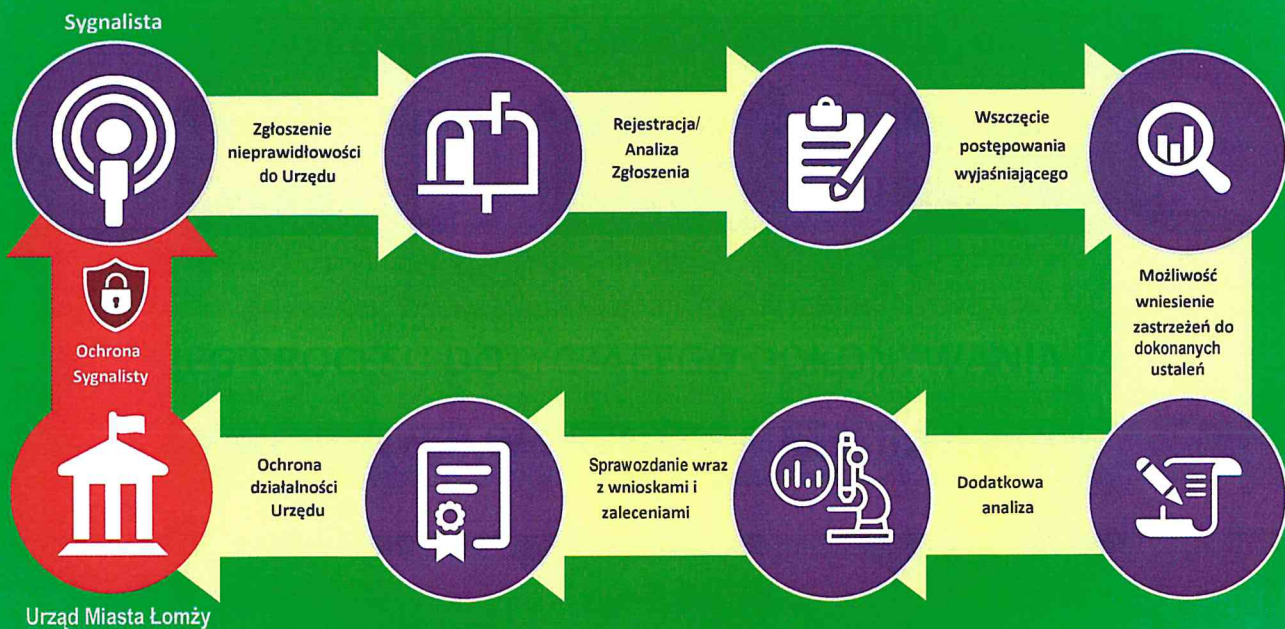 Sygnalista
Zgłoszenie
nieprawidłowości
do Urzędu
Rejestracja/
Analiza
Zgłoszenia
Wszczęcie
postępowania
wyjaśniającego
Możliwość
wniesienie
zastrzeżeń do
dokonanych
ustaleń
Dodatkowa
analiza
Sprawozdanie wraz
z wnioskami i
zaleceniami
Ochrona
działalności
Urzędu
Ochrona
Sygnalisty
Urząd Miasta Łomży